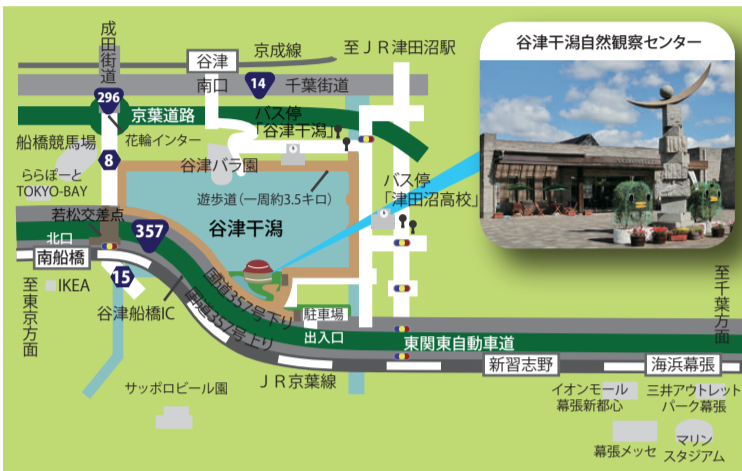 谷津干潟自然観察センター
成田街道
谷津
京成線
至ＪＲ津田沼駅
南口
14
千葉街道
296
京葉道路
バス停
「谷津干潟」
船橋競馬場
花輪インター
8
谷津バラ園
ららぽーと
TOKYO-BAY
遊歩道（一周約3.5キロ）
バス停
「津田沼高校」
若松交差点
谷津干潟
357
北口
南船橋
15
IKEA
至東京方面
谷津船橋IC
国道357号下り
国道357号上り
駐車場
出入口
東関東自動車道
至千葉方面
ＪＲ京葉線
新習志野
海浜幕張
サッポロビール園
イオンモール
幕張新都心
三井アウトレット
パーク幕張
幕張メッセ
マリン
スタジアム